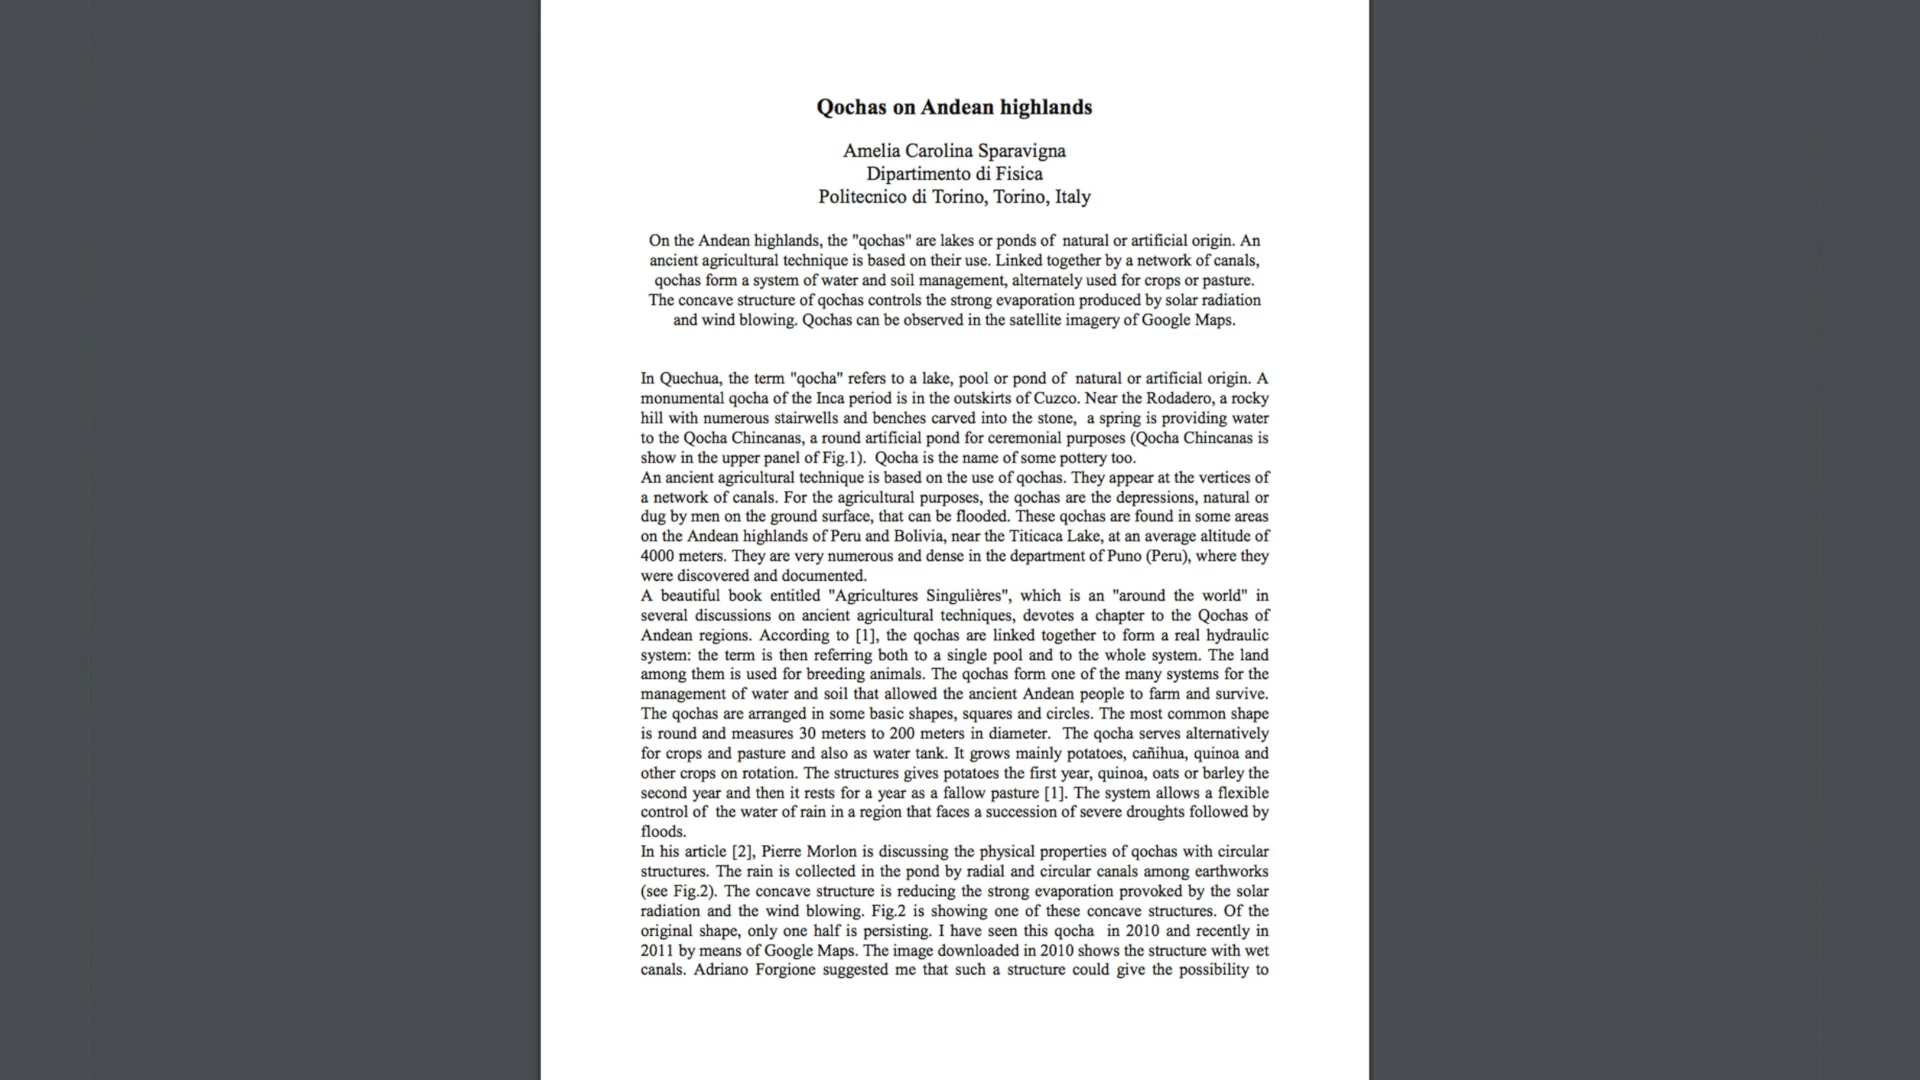 Qochas on Andean highlands
Amelia Carolina Sparavigna
Dipartimento di Fisica
Politecnico di Torino, Torino, Italy
On the Andean highlands, the "qochas" are lakes or ponds of natural or artificial origin. An
ancient agricultural technique is based on their use. Linked together by a network of canals,
qochas form a system of water and soil management, alternately used for crops or pasture.
The concave structure of qochas controls the strong evaporation produced by solar radiation
and wind blowing. Qochas can be observed in the satellite imagery of Google Maps.
In Quechua, the term "qocha" refers to a lake, pool or pond of natural or artificial origin. A
monumental qocha of the Inca period is in the outskirts of Cuzco. Near the Rodadero, a rocky
hill with numerous stairwells and benches carved into the stone, a spring is providing water
to the Qocha Chincanas, a round artificial pond for ceremonial purposes (Qocha Chincanas is
show in the upper panel of Fig.1). Qocha is the name of some pottery too.
An ancient agricultural technique is based on the use of qochas. They appear at the vertices of
a network of canals. For the agricultural purposes, the qochas are the depressions, natural or
dug by men on the ground surface, that can be flooded. These qochas are found in some areas
on the Andean highlands of Peru and Bolivia, near the Titicaca Lake, at an average altitude of
4000 meters. They are very numerous and dense in the department of Puno (Peru), where they
were discovered and documented.
A beautiful book entitled "Agricultures Singulières", which is an "around the world" in
several discussions on ancient agricultural techniques, devotes a chapter to the Qochas of
Andean regions. According to [1], the qochas are linked together to form a real hydraulic
system: the term is then referring both to a single pool and to the whole system. The land
among them is used for breeding animals. The qochas form one of the many systems for the
management of water and soil that allowed the ancient Andean people to farm and survive.
The qochas are arranged in some basic shapes, squares and circles. The most common shape
is round and measures 30 meters to 200 meters in diameter. The qocha serves alternatively
for crops and pasture and also as water tank. It grows mainly potatoes, cañihua, quinoa and
other crops on rotation. The structures gives potatoes the first year, quinoa, oats or barley the
second year and then it rests for a year as a fallow pasture [1]. The system allows a flexible
control of the water of rain in a region that faces a succession of severe droughts followed by
floods.
In his article [2], Pierre Morlon is discussing the physical properties of qochas with circular
structures. The rain is collected in the pond by radial and circular canals among earthworks
(see Fig.2). The concave structure is reducing the strong evaporation provoked by the solar
radiation and the wind blowing. Fig.2 is showing one of these concave structures. Of the
original shape, only one half is persisting. I have seen this qocha in 2010 and recently in
2011 by means of Google Maps. The image downloaded in 2010 shows the structure with wet
canals. Adriano Forgione suggested me that such a structure could give the possibility to